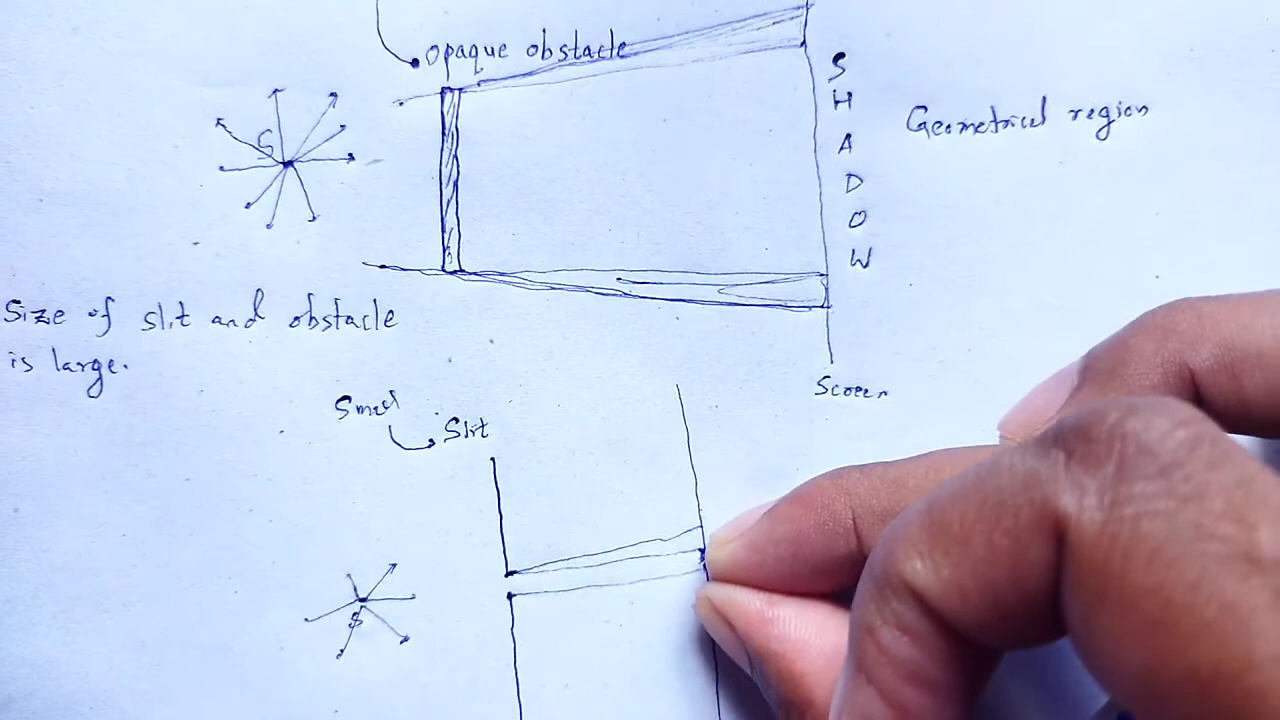 opaque obstacle
S
S
H
A
D
O
W
Geometrical region
Size of slit and obstacle
is large.
Screen
Small
Slit
S